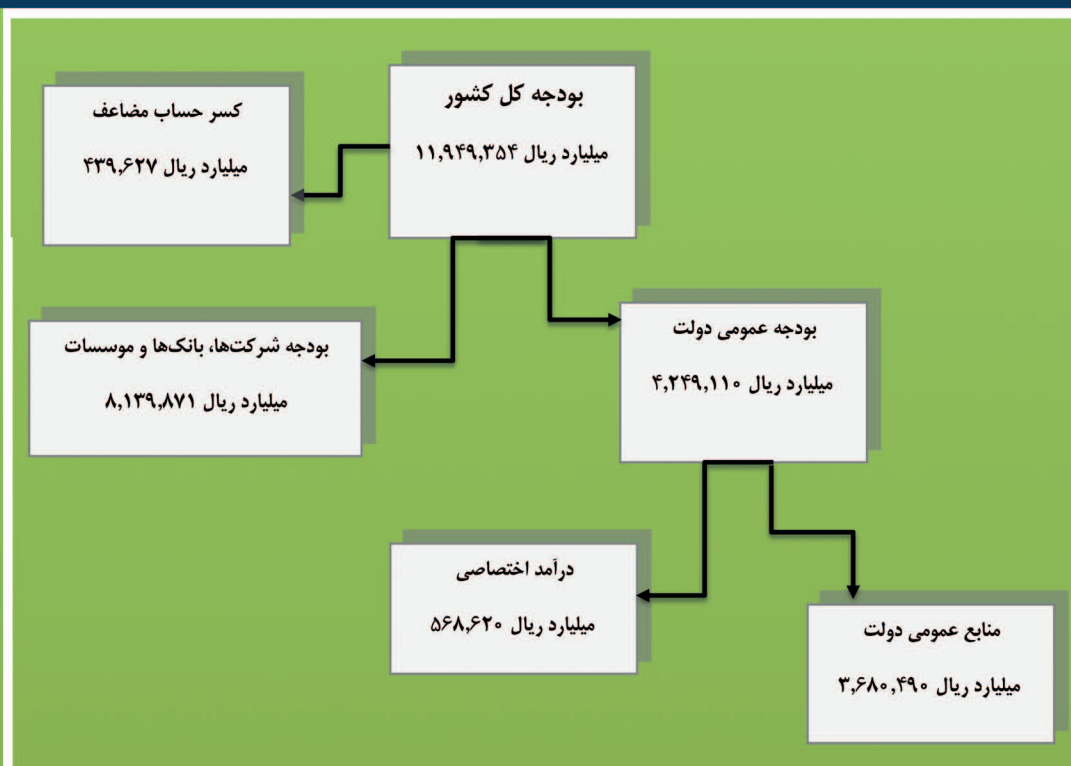 بودجه کل کشور
۱۱,۹۴۹,۳۵۴ میلیارد ریال
کسر حساب مضاعف
۴۳۹,۶۲۷ میلیارد ریال
بودجه عمومی دولت
۴,۲۴۹,۱۱۰ میلیارد ریال
بودجه شرکت‌ها، بانک‌ها و موسسات
۸,۱۳۹,۸۷۱ میلیارد ریال
درآمد اختصاصی
۵۶۸,۶۲۰ میلیارد ریال
منابع عمومی دولت
۳,۶۸۰,۴۹۰ میلیارد ریال